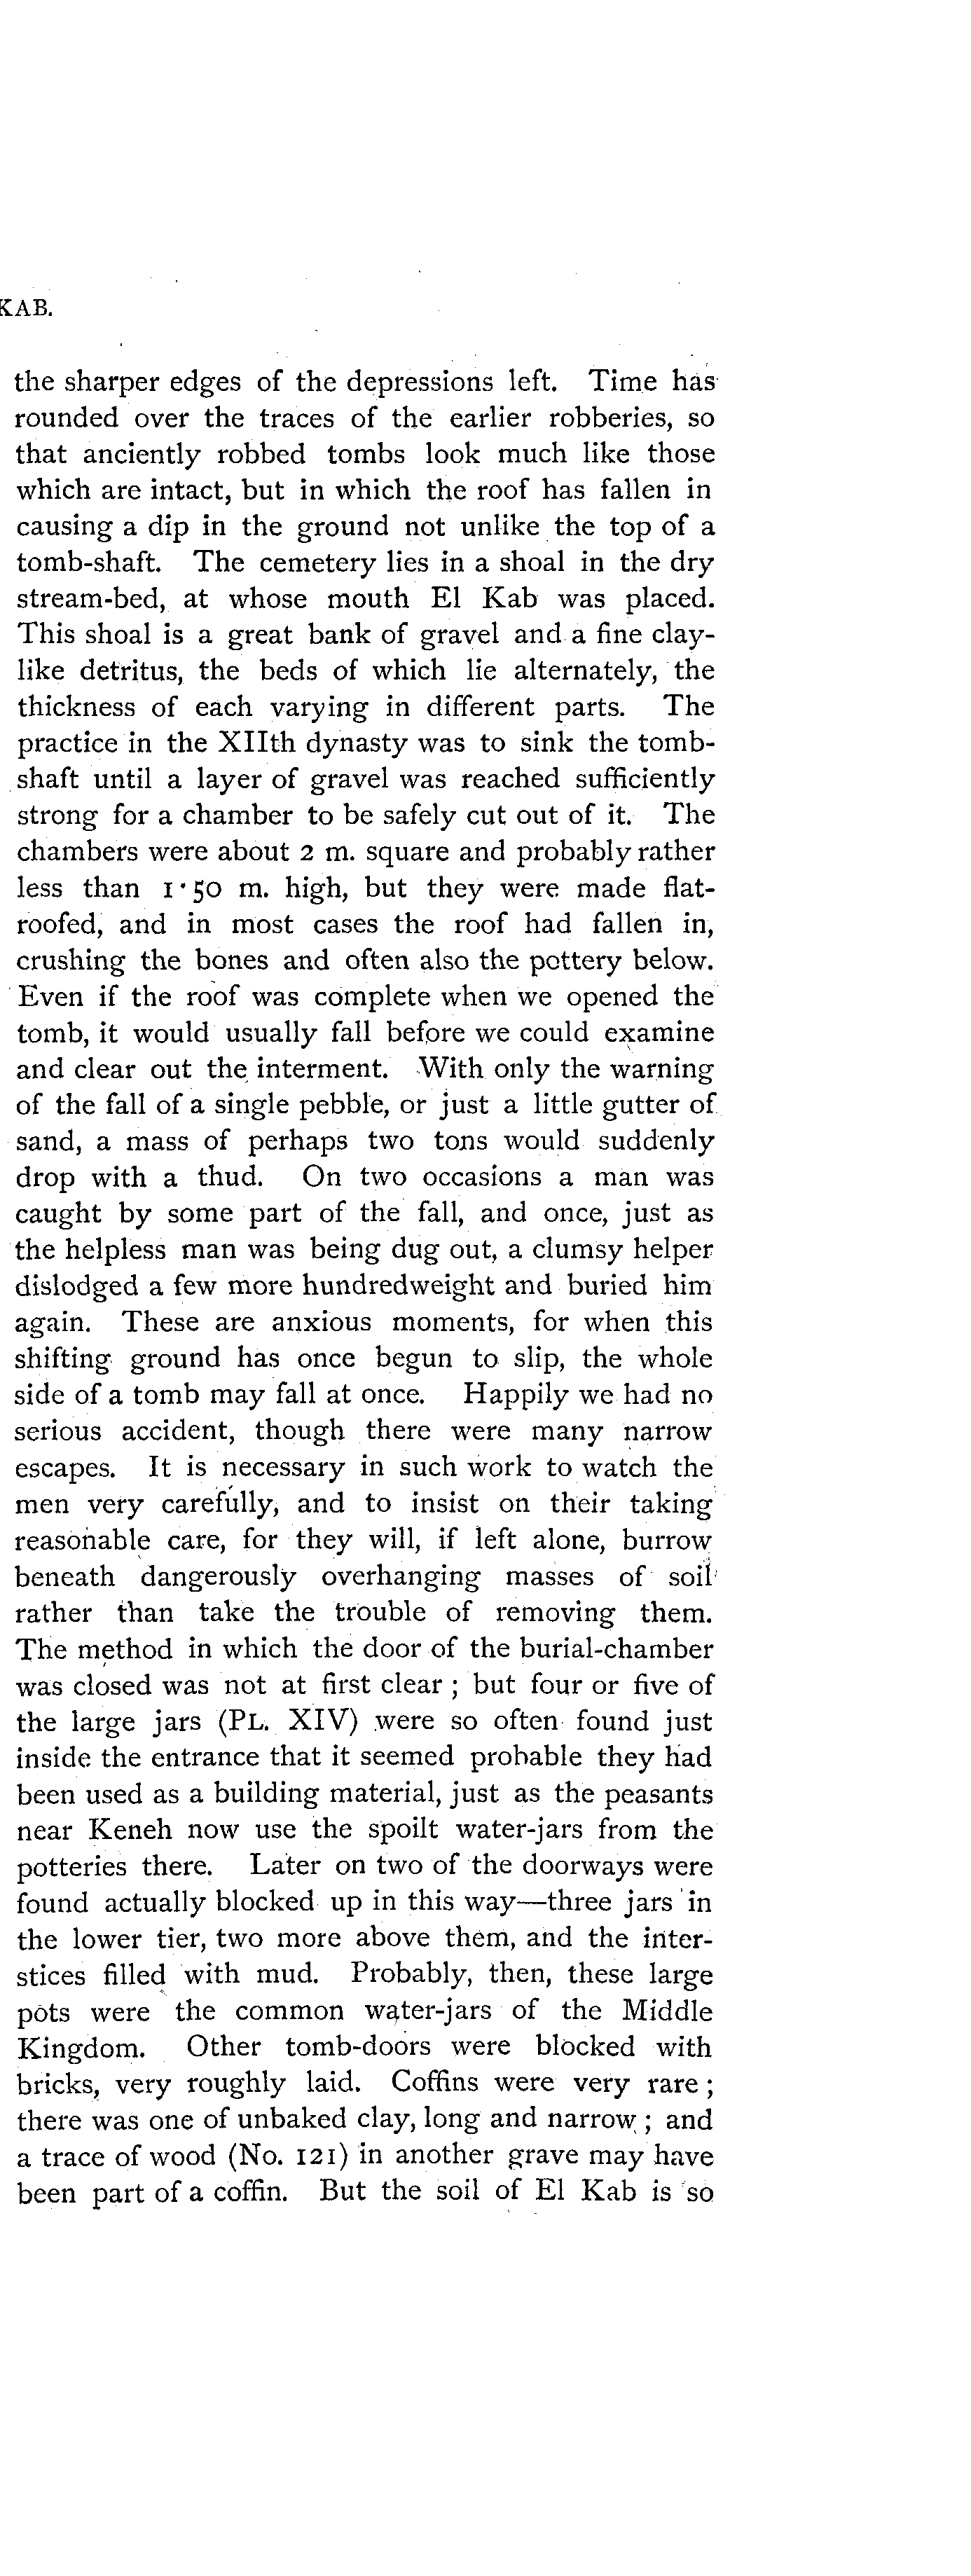 KAB.
the sharper edges of the depressions left. Time has
rounded over the traces of the earlier robberies, so
that anciently robbed tombs look much like those
which are intact, but in which the roof has fallen in
causing a dip in the ground not unlike the top of a
tomb-shaft. The cemetery lies in a shoal in the dry
stream-bed, at whose mouth El Kab was placed.
This shoal is a great bank of gravel and a fine clay-
like detritus, the beds of which lie alternately, the
thickness of each varying in different parts. The
practice in the XIIth dynasty was to sink the tomb-
shaft until a layer of gravel was reached sufficiently
strong for a chamber to be safely cut out of it. The
chambers were about 2 m. square and probably rather
less than 1·50 m. high, but they were made flat-
roofed, and in most cases the roof had fallen in,
crushing the bones and often also the pottery below.
Even if the roof was complete when we opened the
tomb, it would usually fall before we could examine
and clear out the interment. With only the warning
of the fall of a single pebble, or just a little gutter of
sand, a mass of perhaps two tons would suddenly
drop with a thud. On two occasions a man was
caught by some part of the fall, and once, just as
the helpless man was being dug out, a clumsy helper
dislodged a few more hundredweight and buried him
again. These are anxious moments, for when this
shifting ground has once begun to slip, the whole
side of a tomb may fall at once. Happily we had no
serious accident, though there were many narrow
escapes. It is necessary in such work to watch the
men very carefully, and to insist on their taking
reasonable care, for they will, if left alone, burrow
beneath dangerously overhanging masses of soil
rather than take the trouble of removing them.
The method in which the door of the burial-chamber
was closed was not at first clear ; but four or five of
the large jars (PL. XIV) were so often found just
inside the entrance that it seemed probable they had
been used as a building material, just as the peasants
near Keneh now use the spoilt water-jars from the
potteries there. Later on two of the doorways were
found actually blocked up in this way—three jars in
the lower tier, two more above them, and the inter-
stices filled with mud. Probably, then, these large
pots were the common water-jars of the Middle
Kingdom. Other tomb-doors were blocked with
bricks, very roughly laid. Coffins were very rare ;
there was one of unbaked clay, long and narrow ; and
a trace of wood (No. 121) in another grave may have
been part of a coffin. But the soil of El Kab is so